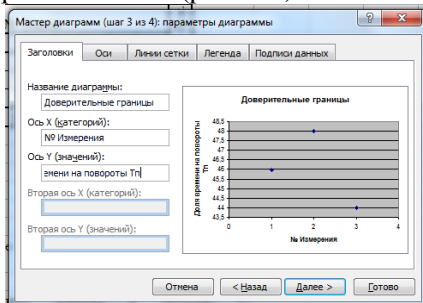 Мастер диаграмм (шаг 3 из 4): параметры диаграммы
Заголовки Оси Линии сетки Легенда Подписи данных
Название диаграммы:
Доверительные границы
Ось X (категорий):
№ Измерения
Ось Y (значений):
эмени на повороты Тп
Вторая ось X (категорий):
Вторая ось Y (значений):
Доверительные границы
Доля времени на повороты
Тп
48,5
48
47,5
47
46,5
46
45,5
45
44,5
44
43,5
0 1 2 3 4
№ Измерения
Отмена < Назад Далее > Готово